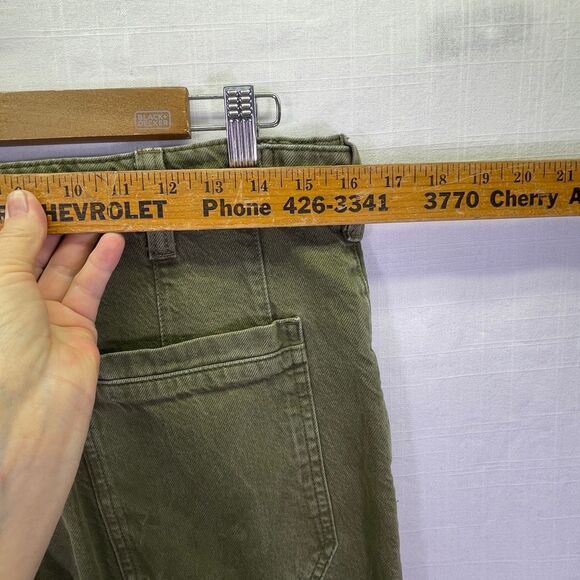 BLACK+
DECKER
10 11 12 13 14 15 16 17 18 19 20 21
CHEVROLET Phone 426-3341 3770 Cherry A